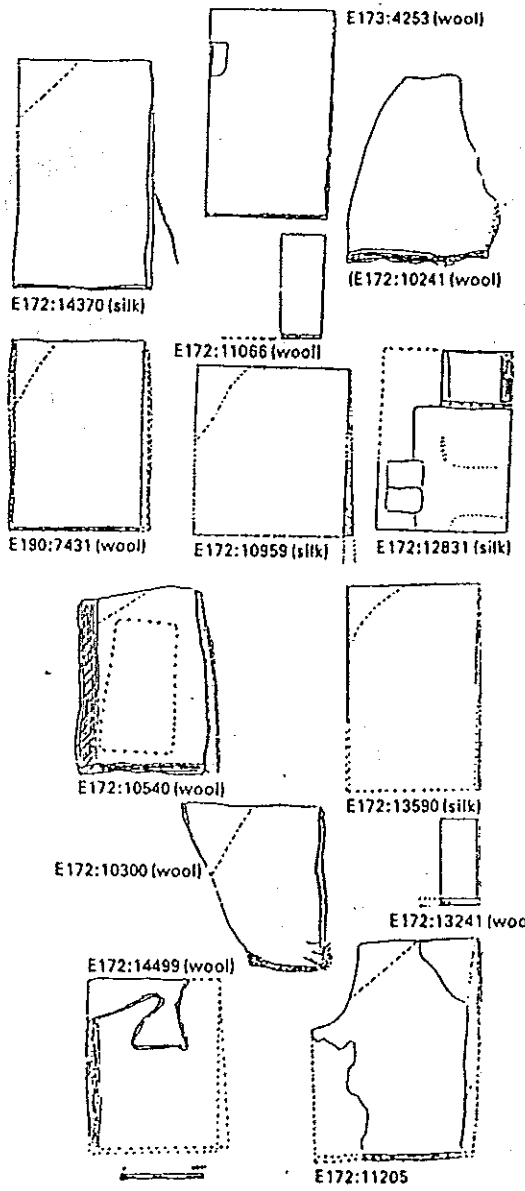 E173:4253 (wool)
E172:14370 (silk)
(E172:10241 (wool)
E172:11066 (wool)
E190:7431 (wool)
E172:10959 (silk)
E172:12831 (silk)
E172:10540 (wool)
E172:13590 (silk)
E172:10300 (wool)
E172:13241 (woo
E172:14499 (wool)
E172:11205